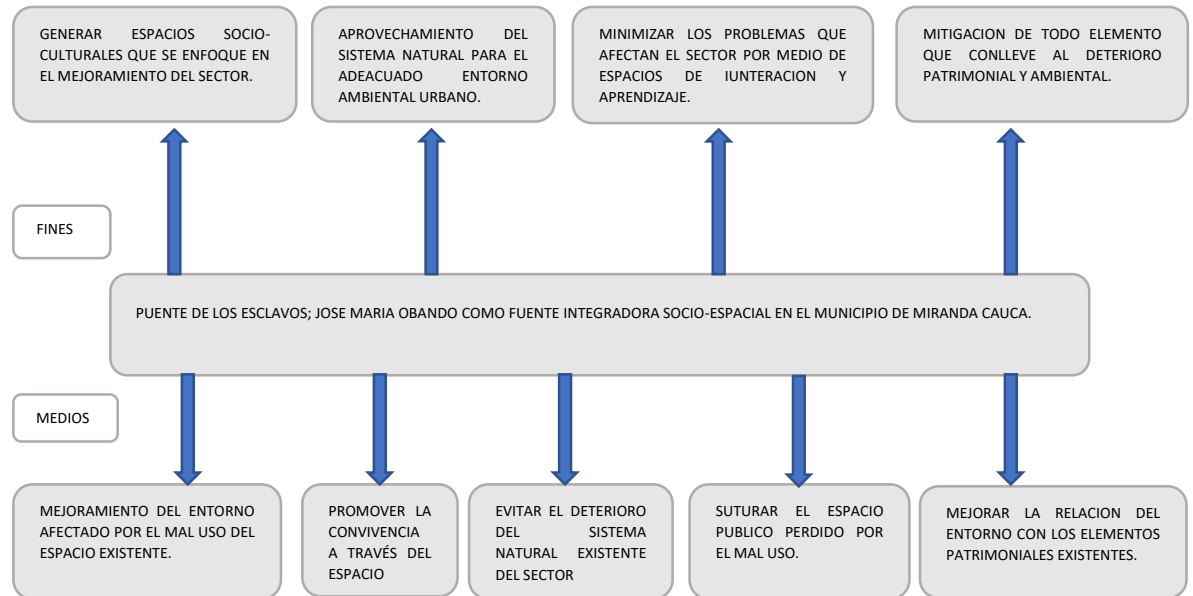 GENERAR ESPACIOS SOCIO-
CULTURALES QUE SE ENFOQUE EN
EL MEJORAMIENTO DEL SECTOR.
APROVECHAMIENTO DEL
SISTEMA NATURAL PARA EL
ADEACUADO ENTORNO
AMBIENTAL URBANO.
MINIMIZAR LOS PROBLEMAS QUE
AFECTAN EL SECTOR POR MEDIO DE
ESPACIOS DE IUNTERACION Y
APRENDIZAJE.
MITIGACION DE TODO ELEMENTO
QUE CONLLEVE AL DETERIORO
PATRIMONIAL Y AMBIENTAL.
FINES
PUENTE DE LOS ESCLAVOS; JOSE MARIA OBANDO COMO FUENTE INTEGRADORA SOCIO-ESPACIAL EN EL MUNICIPIO DE MIRANDA CAUCA.
MEDIOS
MEJORAMIENTO DEL ENTORNO
AFECTADO POR EL MAL USO DEL
ESPACIO EXISTENTE.
PROMOVER LA
CONVIVENCIA
A TRAVÉS DEL
ESPACIO
EVITAR EL DETERIORO
DEL SISTEMA
NATURAL EXISTENTE
DEL SECTOR
SUTURAR EL ESPACIO
PUBLICO PERDIDO POR
EL MAL USO.
MEJORAR LA RELACION DEL
ENTORNO CON LOS ELEMENTOS
PATRIMONIALES EXISTENTES.